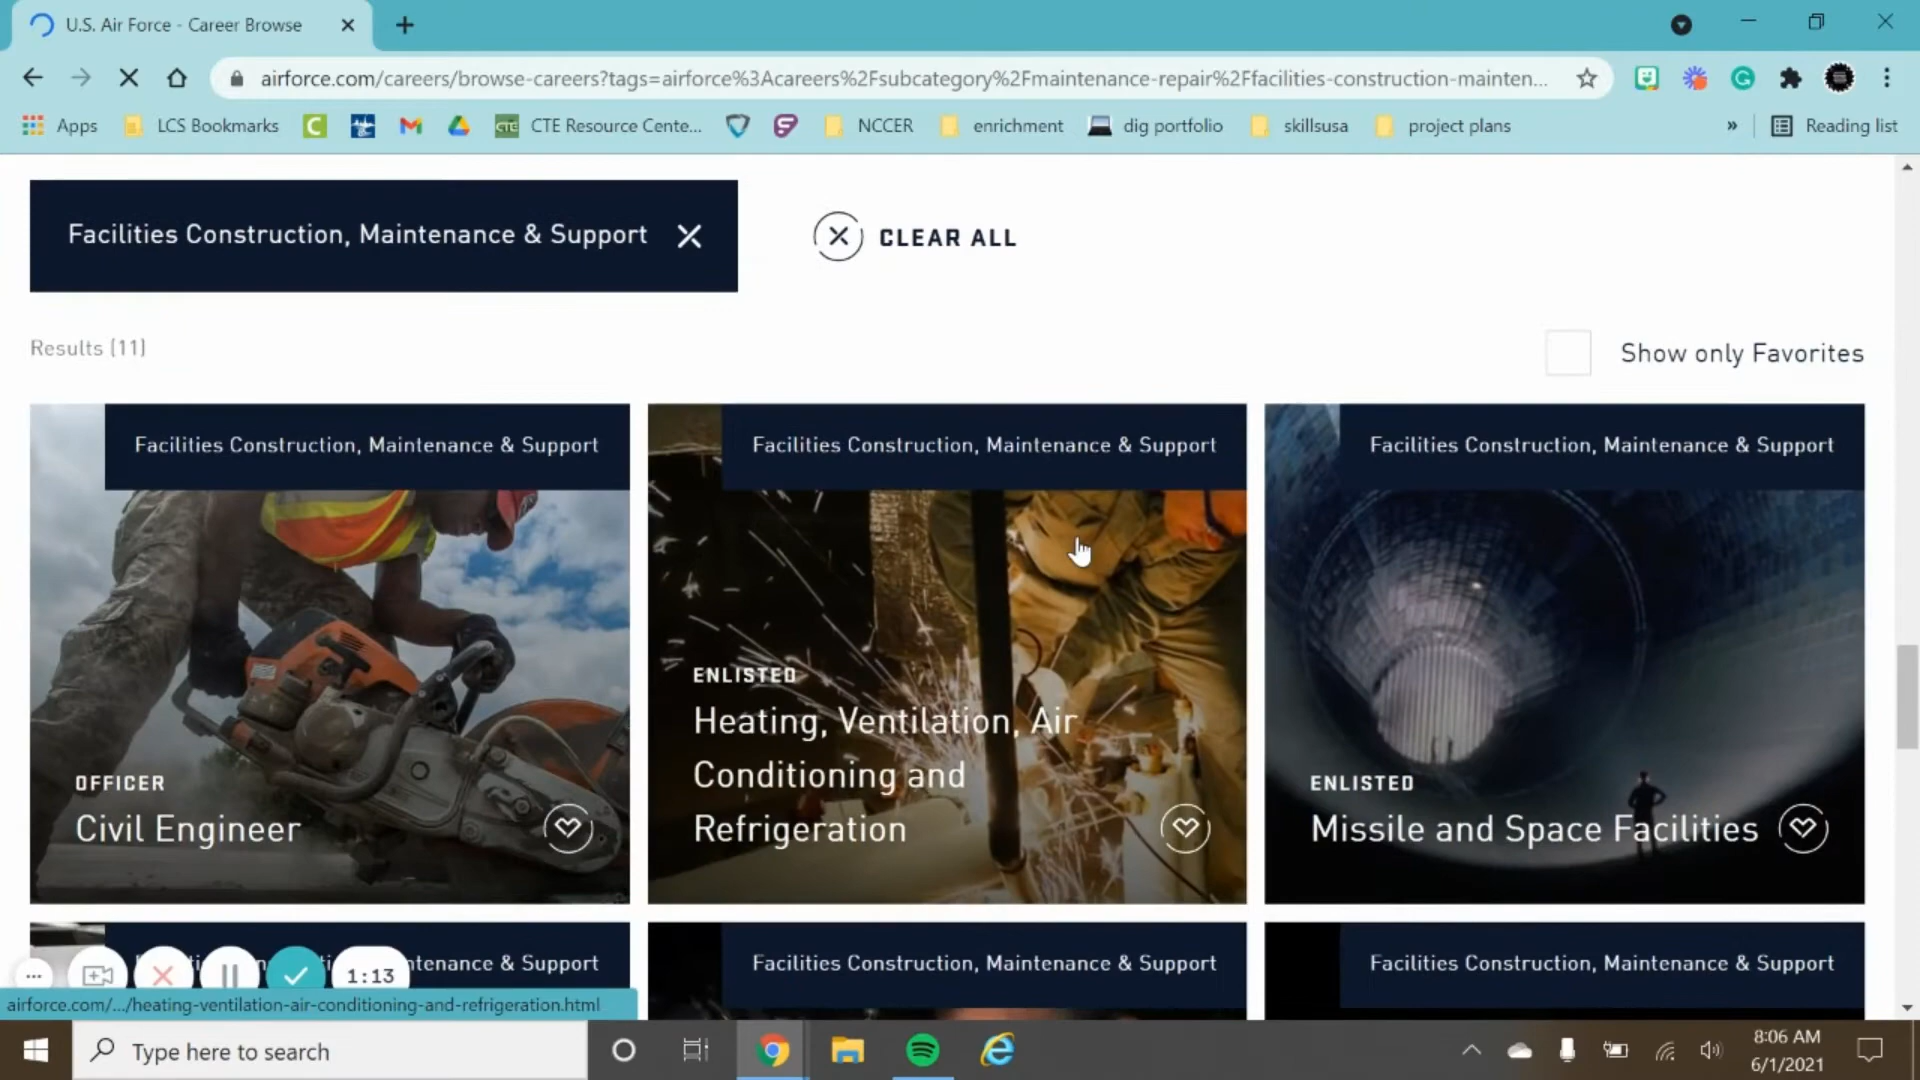 U.S. Air Force - Career Browse
airforce.com/careers/browse-careers?tags=airforce%3Acareers%2Fsubcategory%2Fmaintenance-repair%2Ffacilities-construction-mainten...
Apps
LCS Bookmarks
CTE Resource Cente...
NCCER
enrichment
dig portfolio
skillsusa
project plans
»
Reading list
Facilities Construction, Maintenance & Support
CLEAR ALL
Results (11)
Show only Favorites
Facilities Construction, Maintenance & Support
Facilities Construction, Maintenance & Support
Facilities Construction, Maintenance & Support
OFFICER
Civil Engineer
ENLISTED
Heating, Ventilation, Air
Conditioning and
Refrigeration
ENLISTED
Missile and Space Facilities
ntenance & Support
Facilities Construction, Maintenance & Support
Facilities Construction, Maintenance & Support
1:13
airforce.com/.../heating-ventilation-air-conditioning-and-refrigeration.html
Type here to search
8:06 AM
6/1/2021